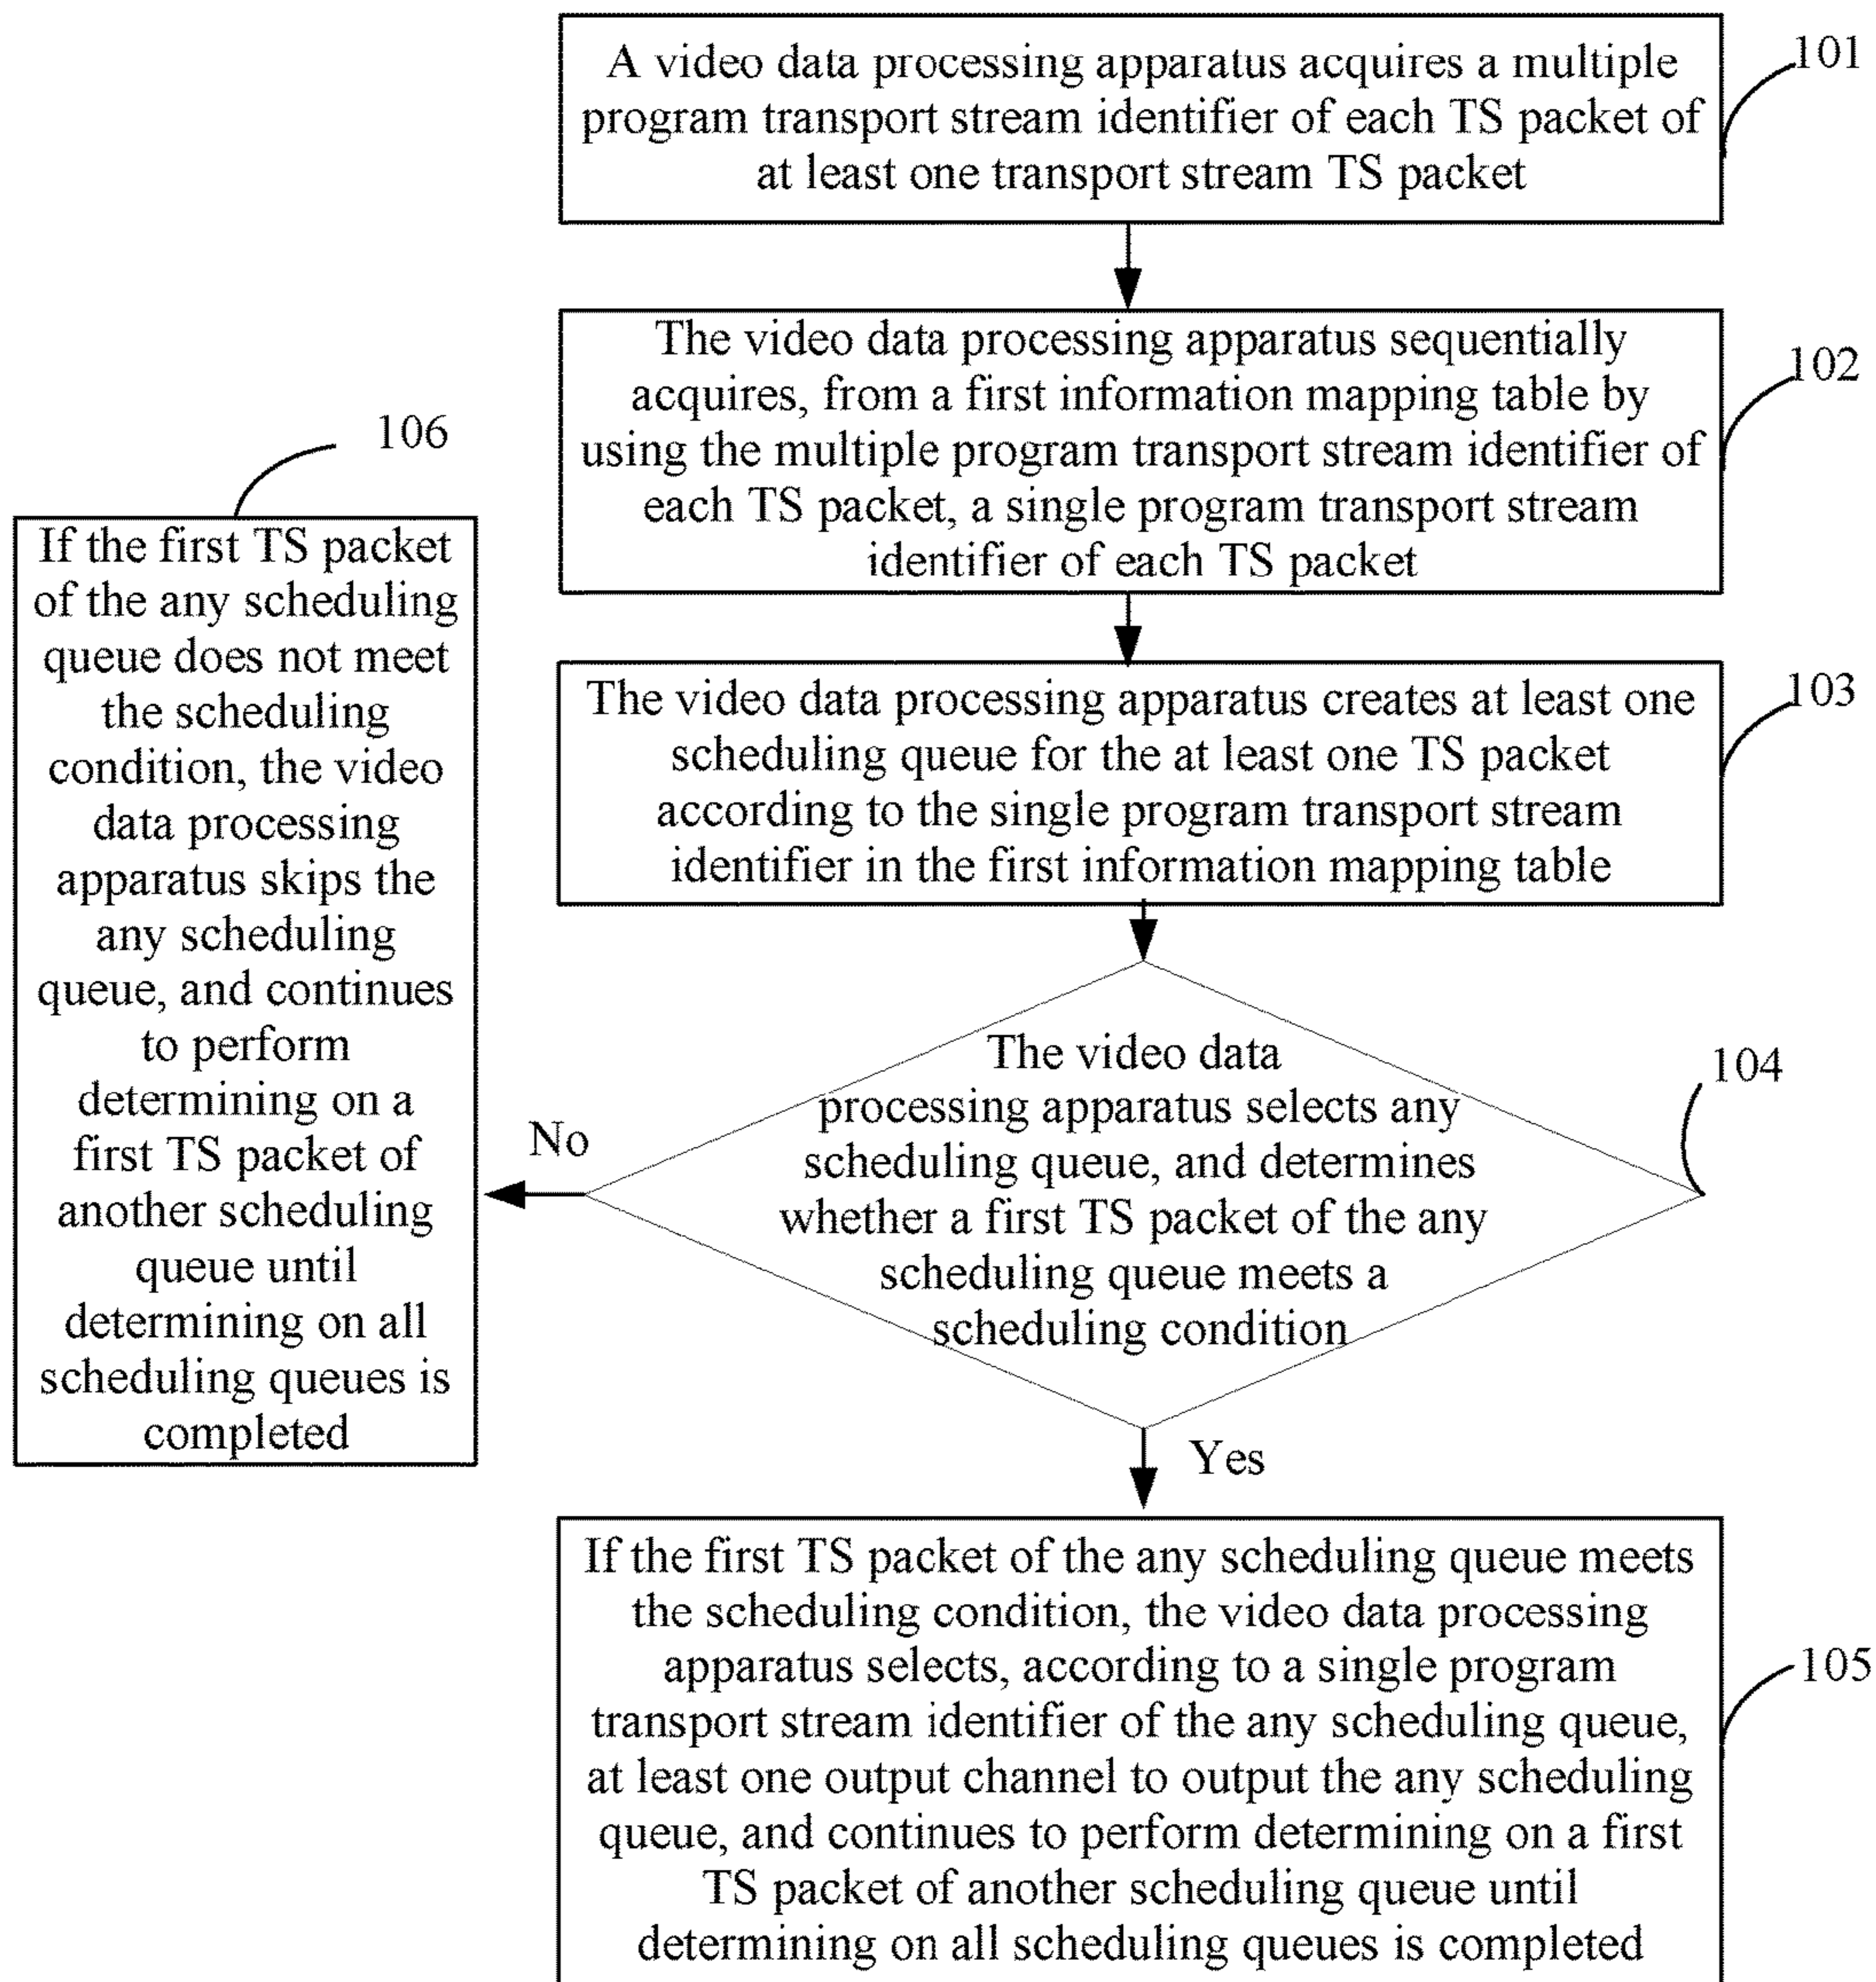 A video data processing apparatus acquires a multiple
program transport stream identifier of each TS packet of
at least one transport stream TS packet
101
The video data processing apparatus sequentially
acquires, from a first information mapping table by
using the multiple program transport stream identifier of
each TS packet, a single program transport stream
identifier of each TS packet
102
The video data processing apparatus creates at least one
scheduling queue for the at least one TS packet
according to the single program transport stream
identifier in the first information mapping table
103
The video data
processing apparatus selects any
scheduling queue, and determines
whether a first TS packet of the any
scheduling queue meets a
scheduling condition
104
No
Yes
106
If the first TS packet
of the any scheduling
queue does not meet
the scheduling
condition, the video
data processing
apparatus skips the
any scheduling
queue, and continues
to perform
determining on a
first TS packet of
another scheduling
queue until
determining on all
scheduling queues is
completed
If the first TS packet of the any scheduling queue meets
the scheduling condition, the video data processing
apparatus selects, according to a single program
transport stream identifier of the any scheduling queue,
at least one output channel to output the any scheduling
queue, and continues to perform determining on a first
TS packet of another scheduling queue until
determining on all scheduling queues is completed
105